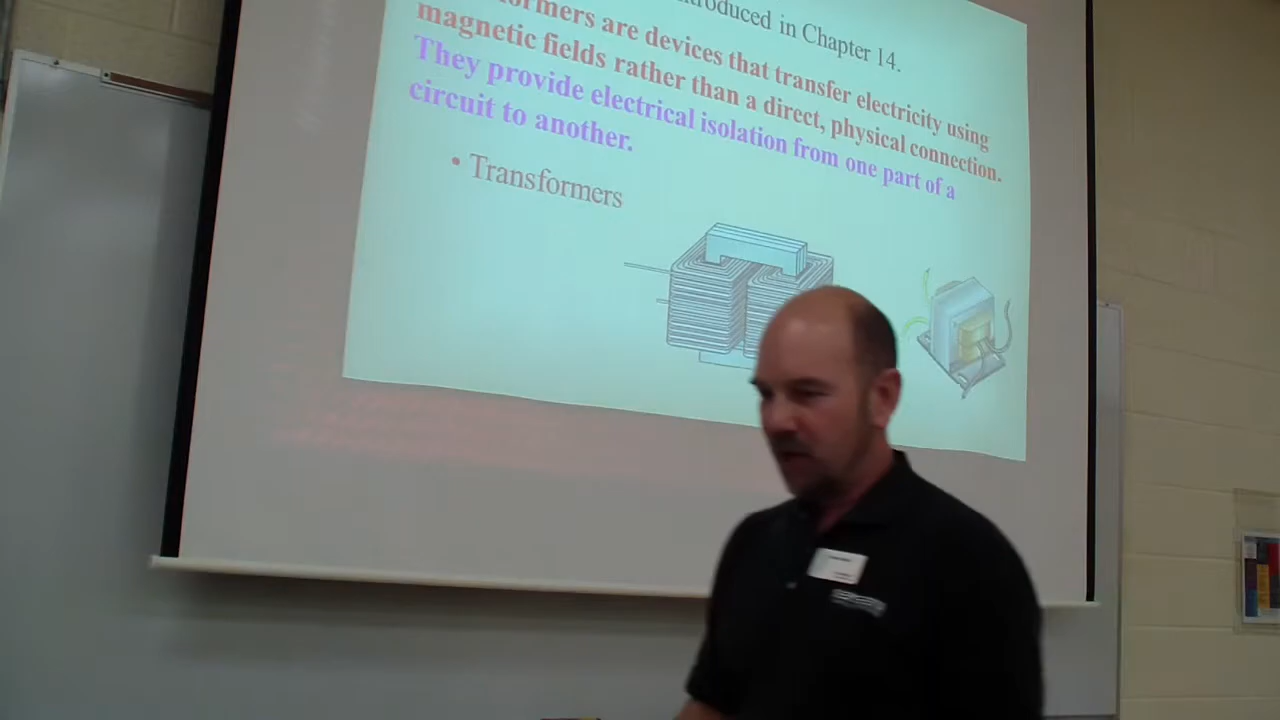 introduced in Chapter 14.
are devices that transfer electricity using
magnetic fields rather than a direct, physical connection.
They provide electrical isolation from one part of a
circuit to another.
• Transformers